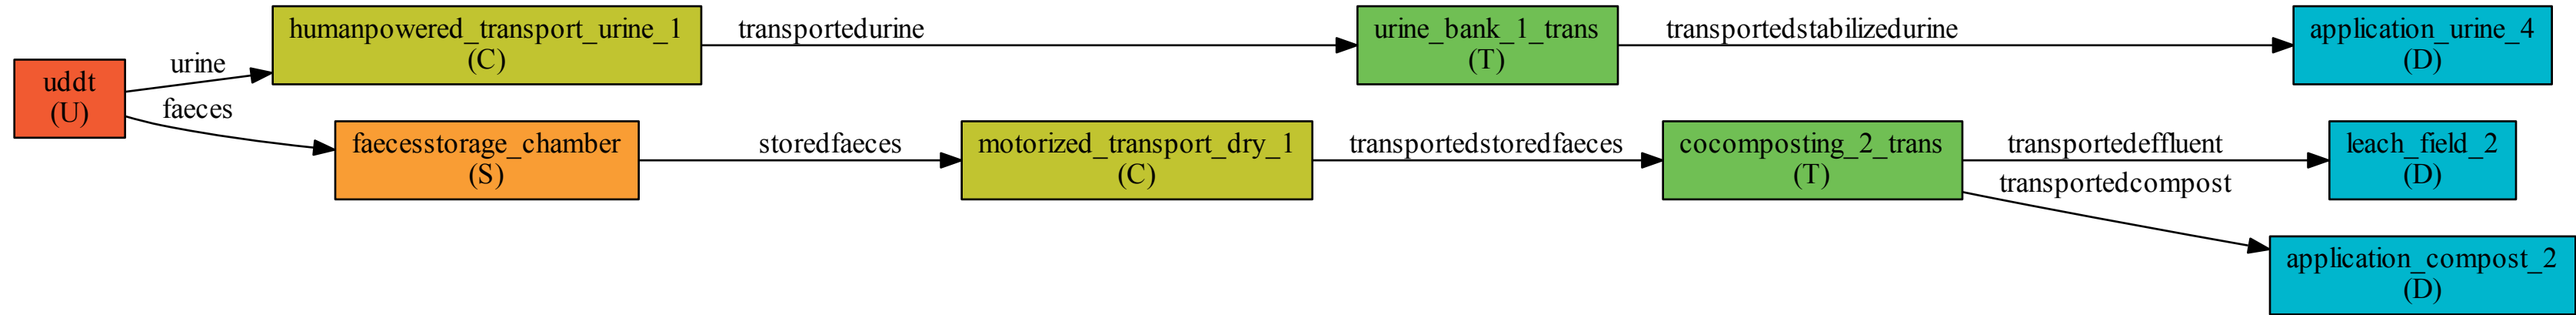 uddt
(U)
urine
faeces
humanpowered_transport_urine_1
(C)
transportedurine
urine_bank_1_trans
(T)
transportedstabilizedurine
application_urine_4
(D)
faecesstorage_chamber
(S)
storedfaeces
motorized_transport_dry_1
(C)
transportedstoredfaeces
cocomposting_2_trans
(T)
transportedeffluent
leach_field_2
(D)
transportedcompost
application_compost_2
(D)